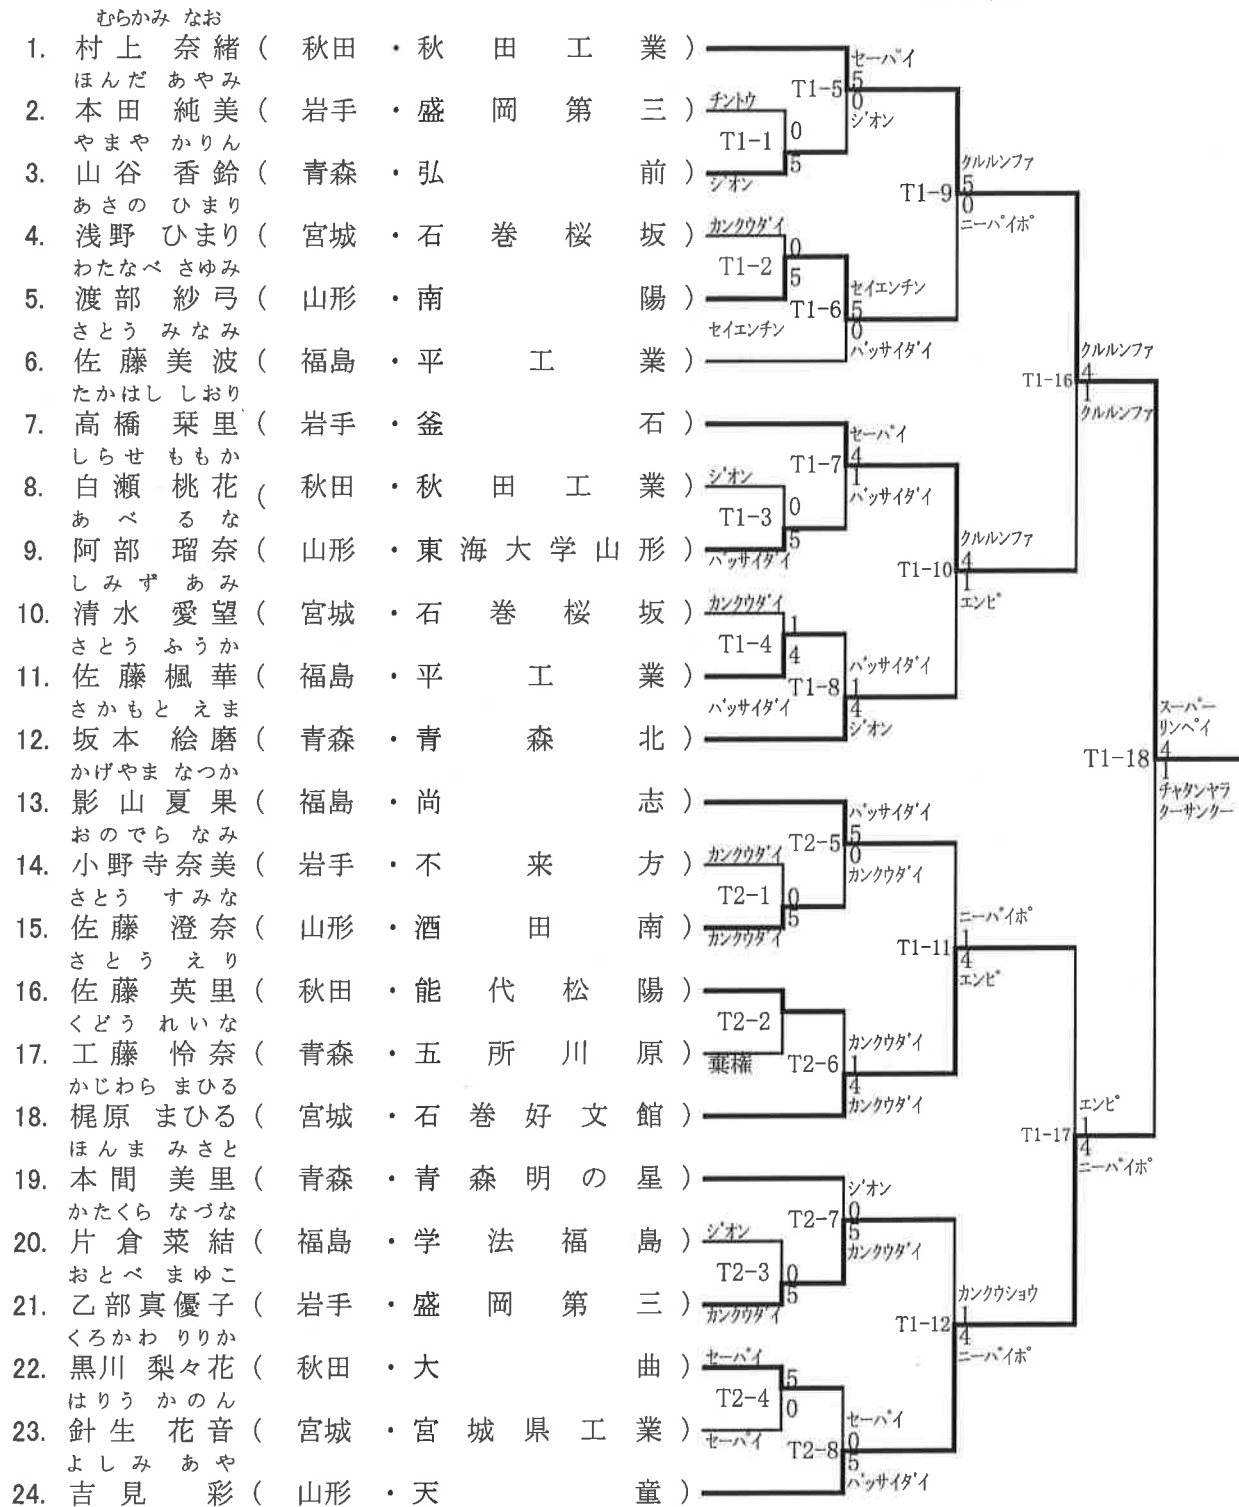 むらかみ なお
1. 村上 奈緒 ( 秋田 ・秋田工業 )
ほんだ あやみ
2. 本田 純美 ( 岩手 ・盛岡第三 )
やまや かりん
3. 山谷 香鈴 ( 青森 ・弘前 )
あさの ひまり
4. 浅野 ひまり ( 宮城 ・石巻桜坂 )
わたなべ さゆみ
5. 渡部 紗弓 ( 山形 ・南陽 )
さとう みなみ
6. 佐藤美波 ( 福島 ・平工業 )
たかはし しおり
7. 高橋 栞里 ( 岩手 ・釜石 )
しらせ ももか
8. 白瀬 桃花 ( 秋田 ・秋田工業 )
あべ るな
9. 阿部 瑠奈 ( 山形 ・東海大学山形 )
しみず あみ
10. 清水 愛望 ( 宮城 ・石巻桜坂 )
さとう ふうか
11. 佐藤楓華 ( 福島 ・平工業 )
さかもと えま
12. 坂本 絵磨 ( 青森 ・青森北 )
かげやま なつか
13. 影山夏果 ( 福島 ・尚志 )
おのでら なみ
14. 小野寺奈美 ( 岩手 ・不来方 )
さとう すみな
15. 佐藤 澄奈 ( 山形 ・酒田南 )
さとう えり
16. 佐藤 英里 ( 秋田 ・能代松陽 )
くどう れいな
17. 工藤 怜奈 ( 青森 ・五所川原 )
かじわら まひる
18. 梶原 まひる ( 宮城 ・石巻好文館 )
ほんま みさと
19. 本間 美里 ( 青森 ・青森明の星 )
かたくら なづな
20. 片倉菜結 ( 福島 ・学法福島 )
おとべ まゆこ
21. 乙部真優子 ( 岩手 ・盛岡第三 )
くろかわ りりか
22. 黒川 梨々花 ( 秋田 ・大曲 )
はりう かのん
23. 針生 花音 ( 宮城 ・宮城県工業 )
よしみ あや
24. 吉見 彩 ( 山形 ・天童 )
チントウ
T1-1
0
5
ジオン
カンクウダイ
T1-2
0
5
セイエンチン
ジオン
T1-3
0
5
バッサイダイ
カンクウダイ
T1-4
1
4
バッサイダイ
カンクウダイ
T2-1
0
5
カンクウダイ
T2-2
棄権
ジオン
T2-3
0
5
カンクウダイ
セーパイ
T2-4
5
0
セーパイ
セーパイ
T1-5
5
0
ジオン
セイエンチン
T1-6
5
0
バッサイダイ
セーパイ
T1-7
4
1
バッサイダイ
バッサイダイ
T1-8
1
4
ジオン
バッサイダイ
T2-5
5
0
カンクウダイ
カンクウダイ
T2-6
1
4
カンクウダイ
ジオン
T2-7
0
5
カンクウダイ
セーパイ
T2-8
0
5
バッサイダイ
クルルンファ
T1-9
5
0
ニーパイポ
クルルンファ
T1-10
4
1
エンピ
ニーパイポ
T1-11
1
4
エンピ
カンクウショウ
T1-12
1
4
ニーパイポ
クルルンファ
T1-16
4
1
クルルンファ
エンピ
T1-17
1
4
ニーパイポ
スーパー
リンペイ
T1-18
4
1
チャタンヤラ
クーサンクー